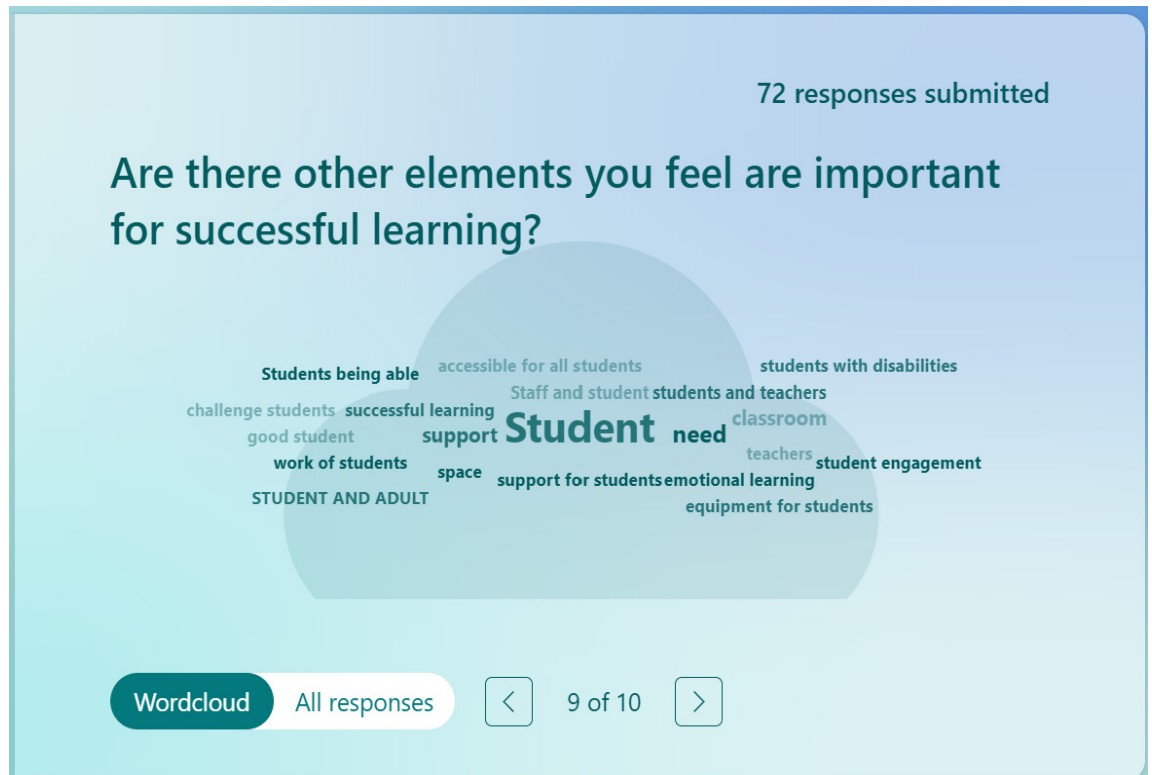 72 responses submitted
Are there other elements you feel are important
for successful learning?
accessible for all students
students with disabilities
Students being able
Staff and student
students and teachers
challenge students
successful learning
classroom
good student
support
Student
need
teachers
work of students
space
student engagement
support for students
emotional learning
STUDENT AND ADULT
equipment for students
Wordcloud
All responses
9 of 10